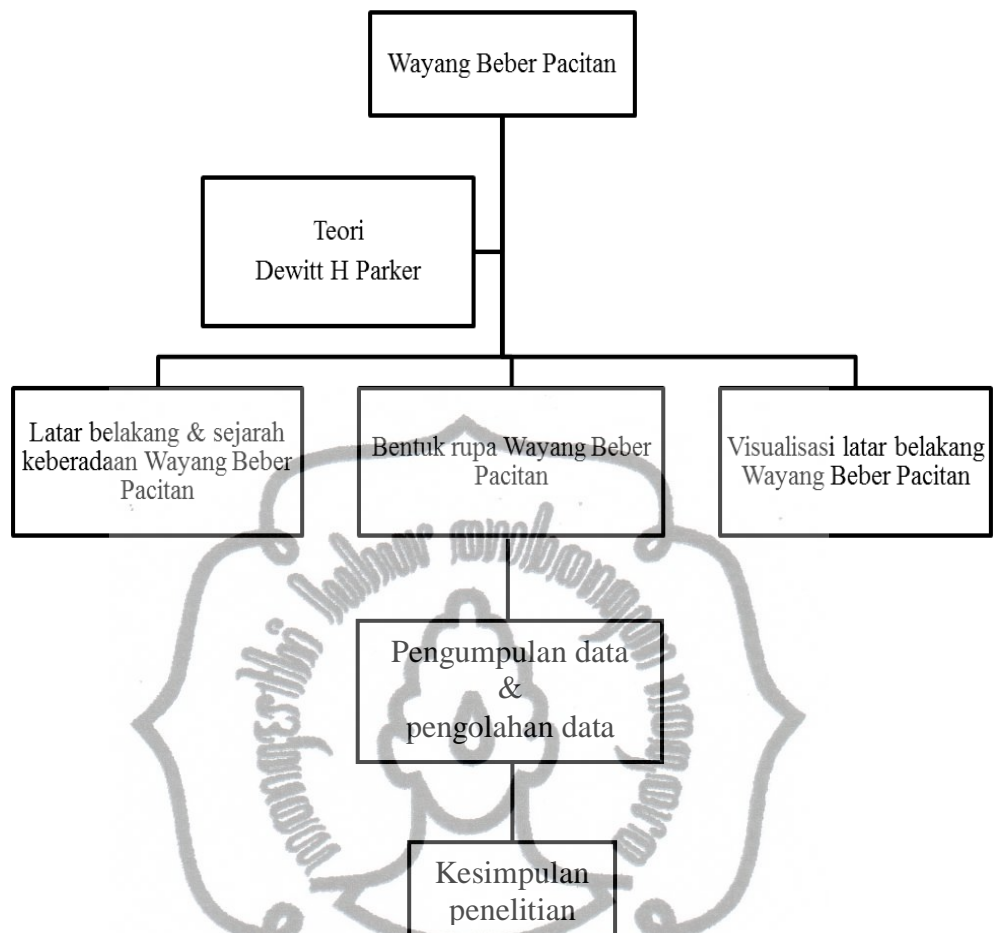 Wayang Beber Pacitan
Teori
Dewitt H Parker
Latar belakang & sejarah
keberadaan Wayang Beber
Pacitan
Bentuk rupa Wayang Beber
Pacitan
Visualisasi latar belakang
Wayang Beber Pacitan
Pengumpulan data
&
pengolahan data
Kesimpulan
penelitian